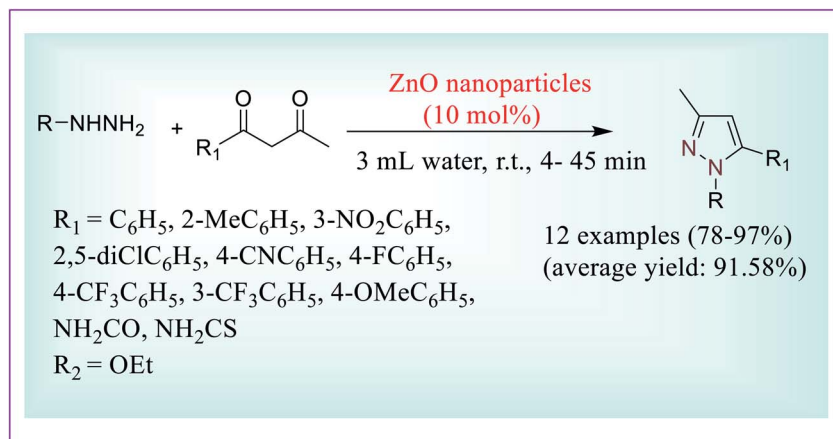 ZnO nanoparticles
(10 mol%)
R–NHNH₂
+
O
O
R₁
3 mL water, r.t., 4- 45 min
N
N
R
R₁
R₁ = C₆H₅, 2-MeC₆H₅, 3-NO₂C₆H₅,
2,5-diClC₆H₅, 4-CNC₆H₅, 4-FC₆H₅,
4-CF₃C₆H₅, 3-CF₃C₆H₅, 4-OMeC₆H₅,
NH₂CO, NH₂CS
R₂ = OEt
12 examples (78-97%)
(average yield: 91.58%)